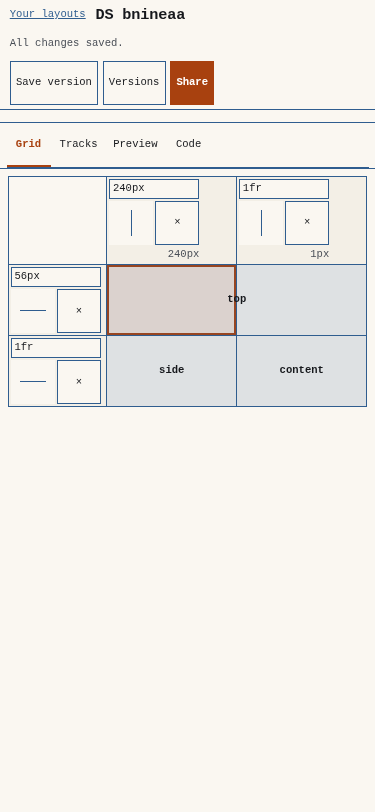 Your layouts DS bnineaa
All changes saved.
Save version Versions Share
Grid Tracks Preview Code
240px 1fr
× ×
240px 1px
56px
× top
1fr
× side content